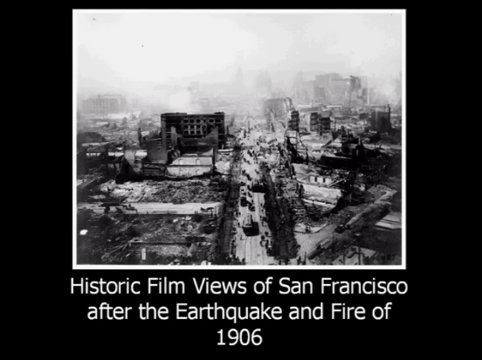 Historic Film Views of San Francisco
after the Earthquake and Fire of
1906